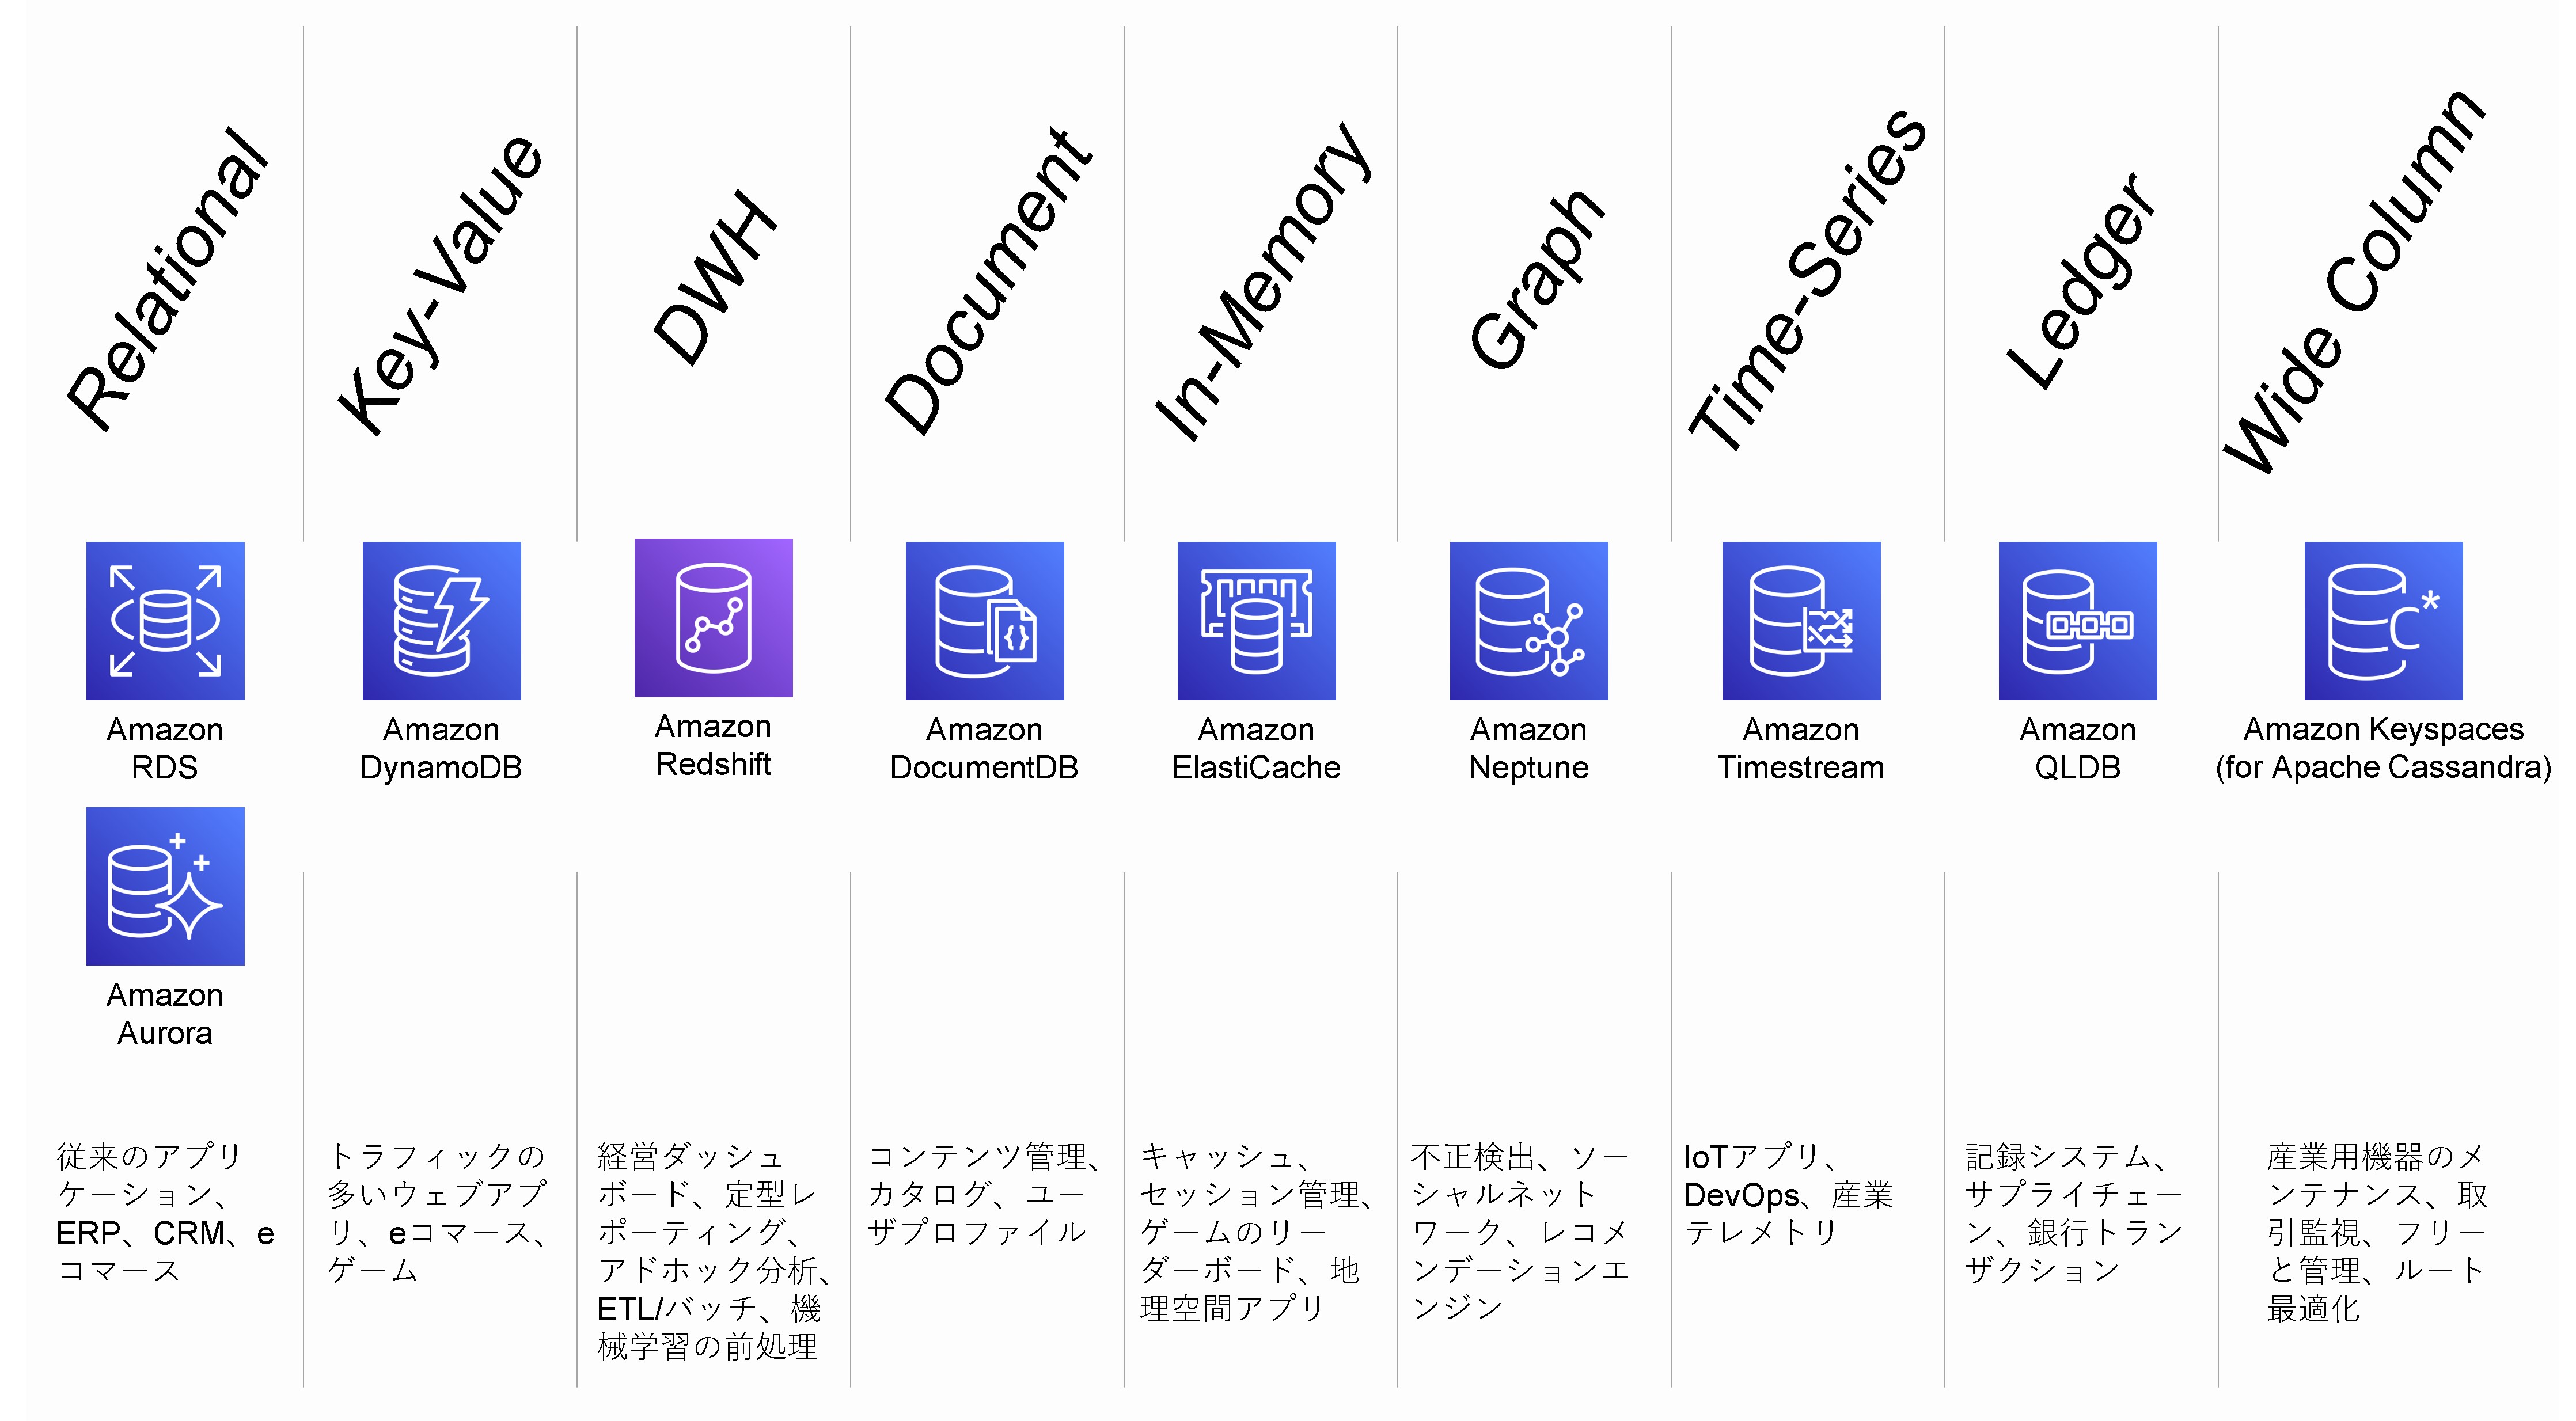 Relational
Key-Value
DWH
Document
In-Memory
Graph
Time-Series
Ledger
Wide Column
Amazon
RDS
Amazon
DynamoDB
Amazon
Redshift
Amazon
DocumentDB
Amazon
ElastiCache
Amazon
Neptune
Amazon
Timestream
Amazon
QLDB
C*
Amazon Keyspaces
(for Apache Cassandra)
Amazon
Aurora
従来のアプリ
ケーション、
ERP、CRM、e
コマース
トラフィックの
多いウェブアプ
リ、eコマース、
ゲーム
経営ダッシュ
ボード、定型レ
ポーティング、
アドホック分析、
ETL/バッチ、機
械学習の前処理
コンテンツ管理、
カタログ、ユー
ザプロファイル
キャッシュ、
セッション管理、
ゲームのリー
ダーボード、地
理空間アプリ
不正検出、ソー
シャルネット
ワーク、レコメ
ンデーションエ
ンジン
IoTアプリ、
DevOps、産業
テレメトリ
記録システム、
サプライチェー
ン、銀行トラン
ザクション
産業用機器のメ
ンテナンス、取
引監視、フリー
と管理、ルート
最適化